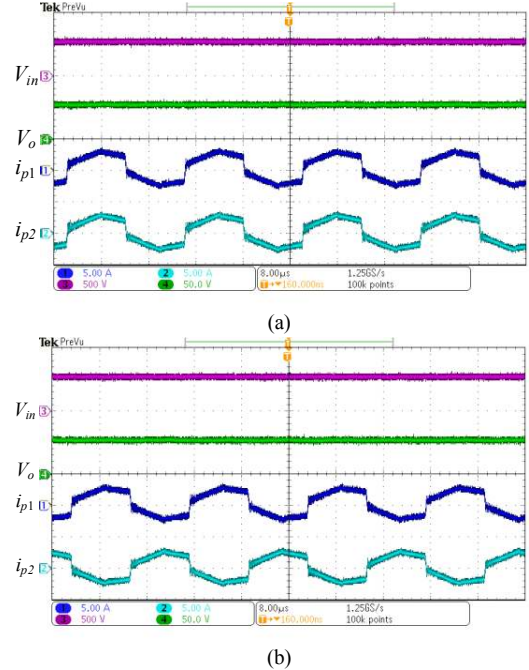 Tek PreVu
T
T
V_in 3
V_o 4
i_p1 1
i_p2 2
1 5.00 A 2 5.00 A 8.00µs 1.25GS/s
3 500 V 4 50.0 V T→▼160.000ns 100k points
(a)
Tek PreVu
T
T
V_in 3
V_o 4
i_p1 1
i_p2 2
1 5.00 A 2 5.00 A 8.00µs 1.25GS/s
3 500 V 4 50.0 V T→▼160.000ns 100k points
(b)